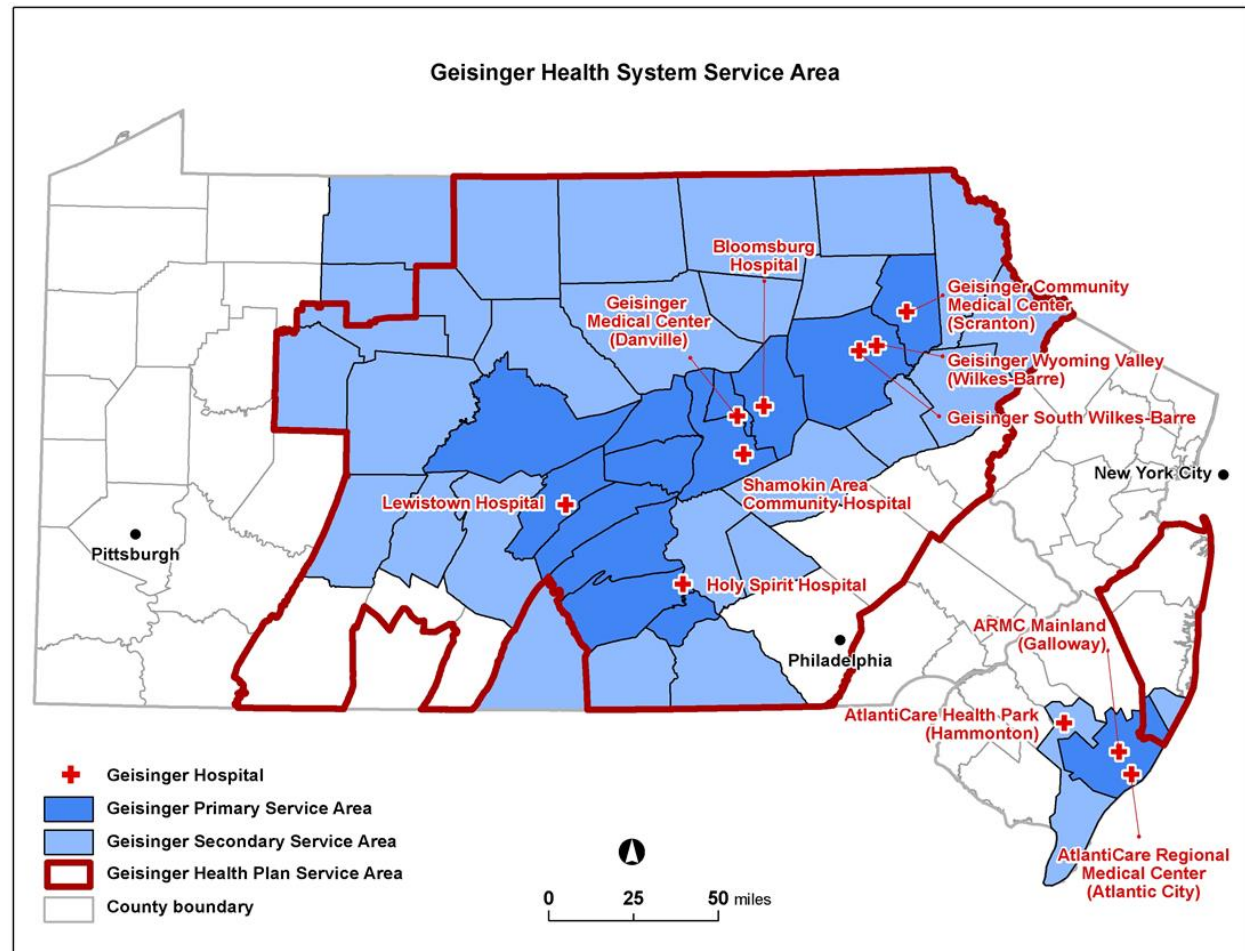 Geisinger Health System Service Area
Bloomsburg
Hospital
Geisinger
Medical Center
(Danville)
Geisinger Community
Medical Center
(Scranton)
Geisinger Wyoming Valley
(Wilkes-Barre)
Geisinger South Wilkes-Barre
New York City
Lewistown Hospital
Shamokin Area
Community Hospital
Pittsburgh
Holy Spirit Hospital
ARMC Mainland
(Galloway)
Philadelphia
AtlantiCare Health Park
(Hammonton)
AtlantiCare Regional
Medical Center
(Atlantic City)
Geisinger Hospital
Geisinger Primary Service Area
Geisinger Secondary Service Area
Geisinger Health Plan Service Area
County boundary
0 25 50 miles